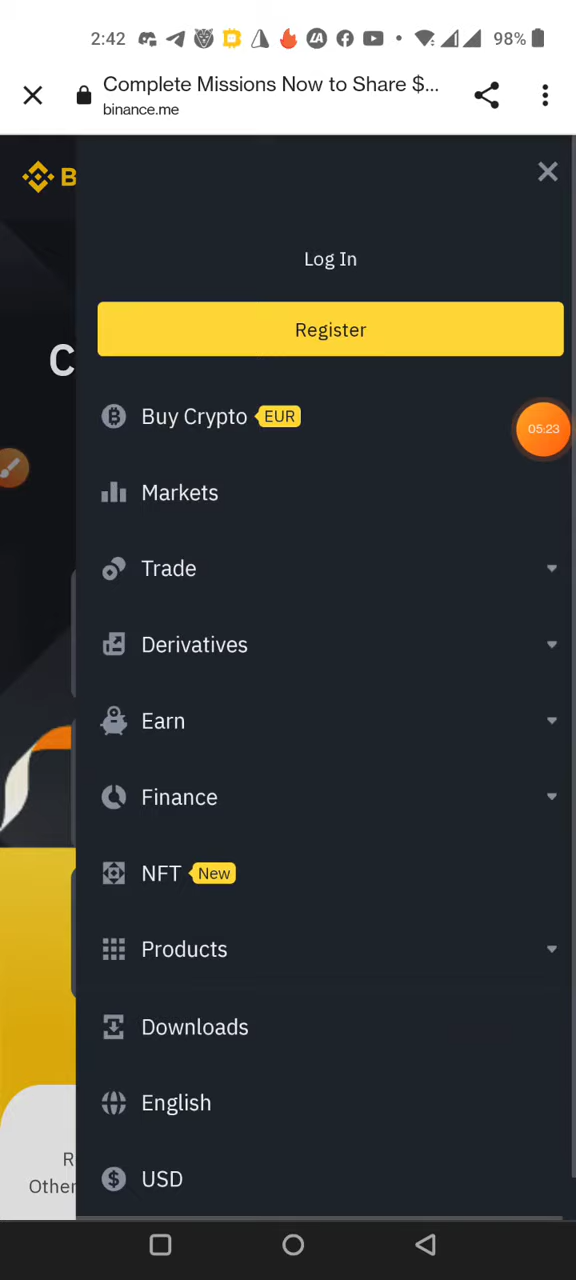 2:42
98%
Complete Missions Now to Share $...
binance.me
B
Log In
Register
C
Buy Crypto EUR
05:23
Markets
Trade
Derivatives
Earn
Finance
NFT New
Products
Downloads
English
R
Other
USD